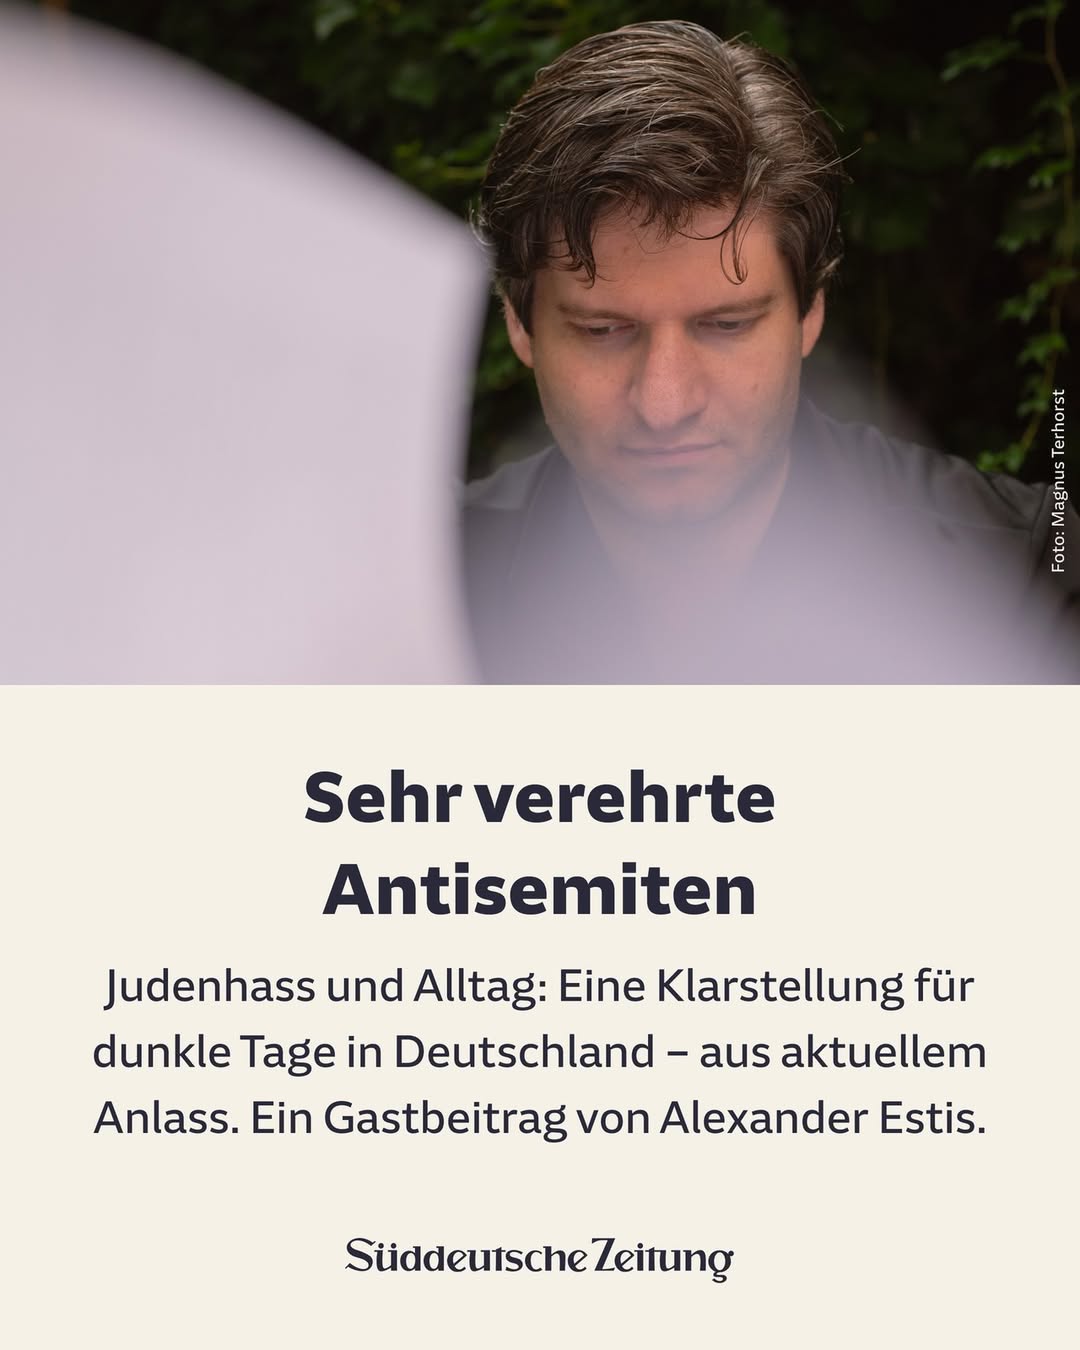 Foto: Magnus Terhorst
Sehr verehrte
Antisemiten
Judenhass und Alltag: Eine Klarstellung für
dunkle Tage in Deutschland – aus aktuellem
Anlass. Ein Gastbeitrag von Alexander Estis.
Süddeutsche Zeitung